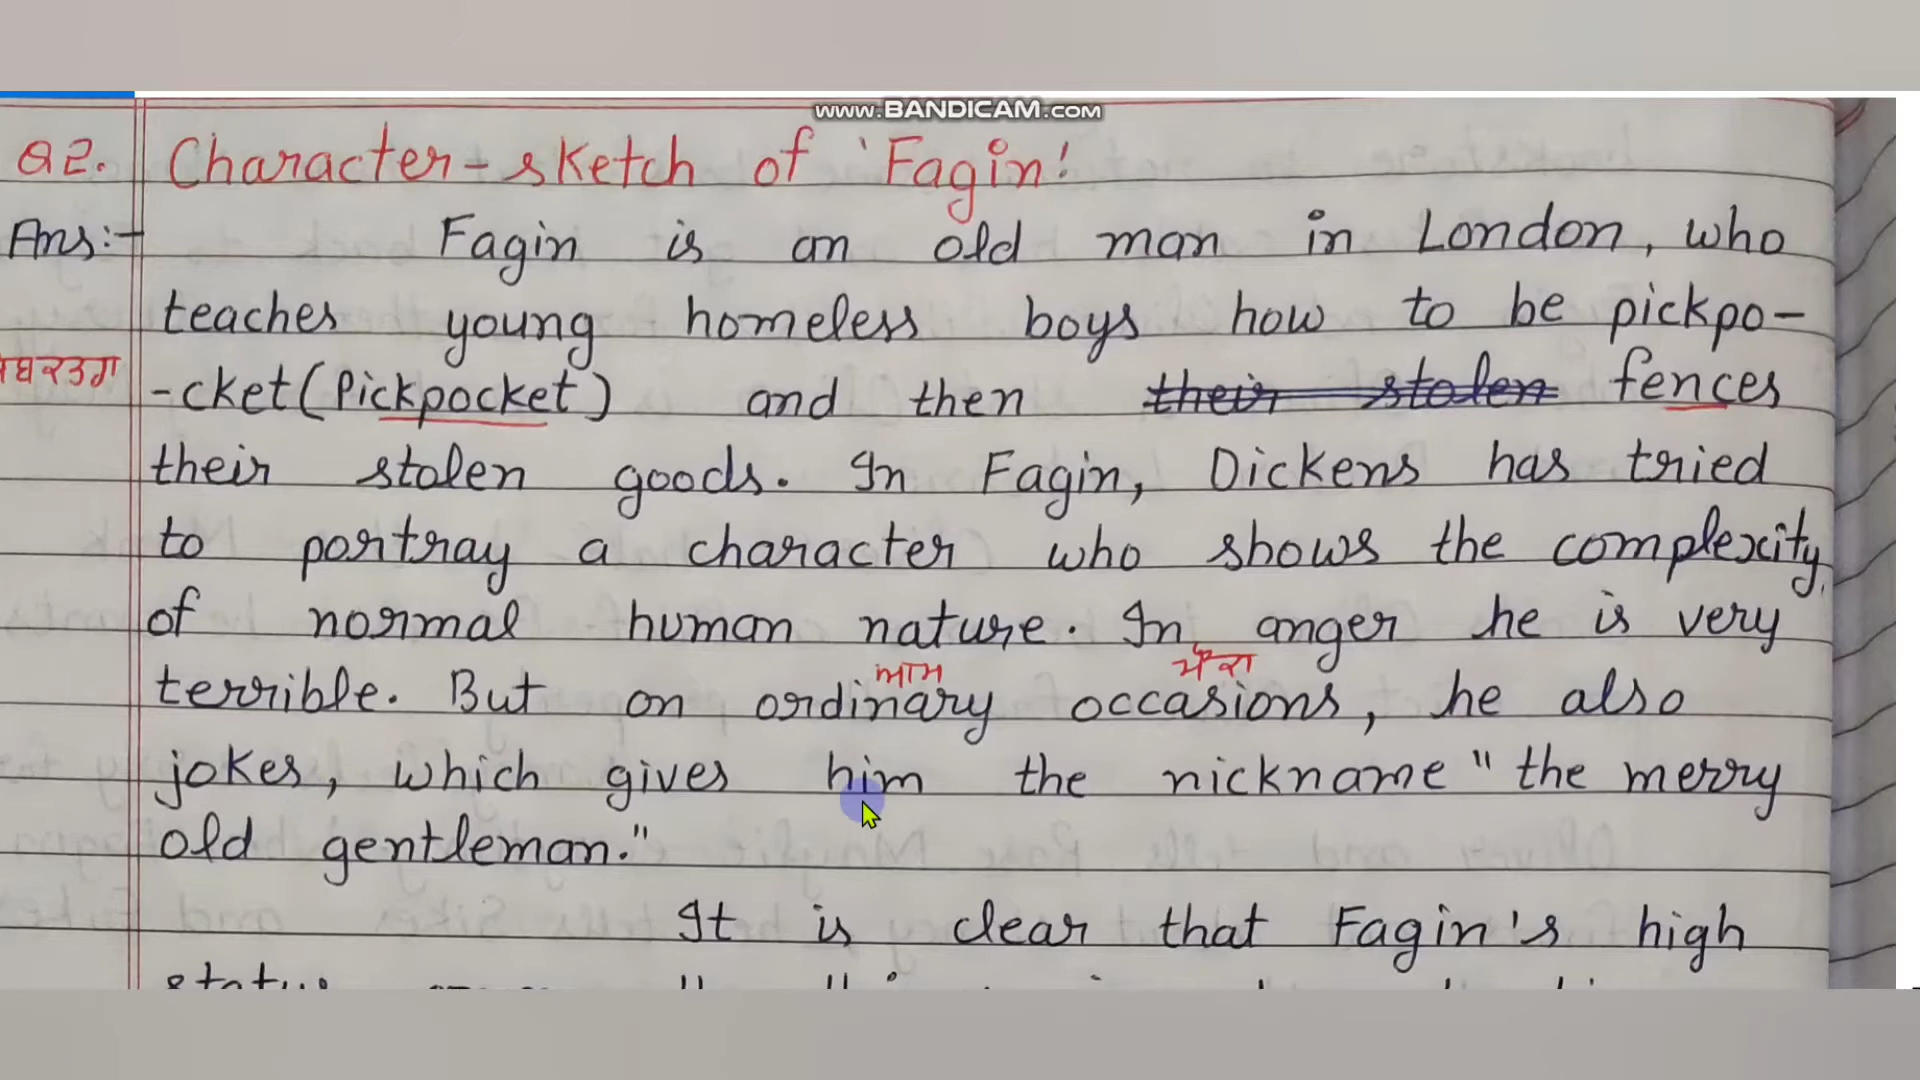 www.BANDICAM.com
Q2. Character-sketch of 'Fagin!
Ans:- Fagin is an old man in London, who
teaches young homeless boys how to be pickpo-
-cket(Pickpocket) and then their stolen fences
their stolen goods. In Fagin, Dickens has tried
to portray a character who shows the complexity
of normal human nature. In anger he is very
ਆਮ ਮੌਕਾ
terrible. But on ordinary occasions, he also
jokes, which gives him the nickname "the merry
old gentleman."
It is clear that Fagin's high